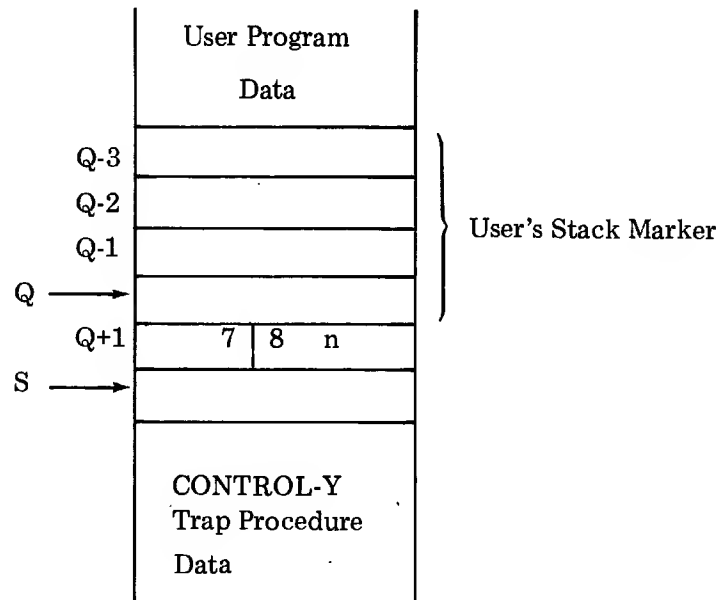 User Program
Data
Q-3
Q-2
User's Stack Marker
Q-1
Q
Q+1 7 8 n
S
CONTROL-Y
Trap Procedure
Data